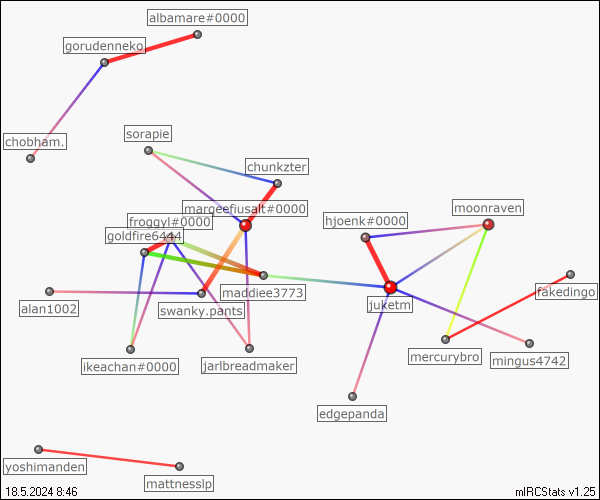 albamare#0000
gorudenneko
chobham.
sorapie
chunkzter
margeefiusalt#0000
froggyl#0000
goldfire6444
hjoenk#0000
moonraven
maddiee3773
alan1002
swanky.pants
juketm
fakedingo
ikeachan#0000
jarlbreadmaker
mercurybro
mingus4742
edgepanda
yoshimanden
mattnesslp
18.5.2024 8:46
mIRCStats v1.25